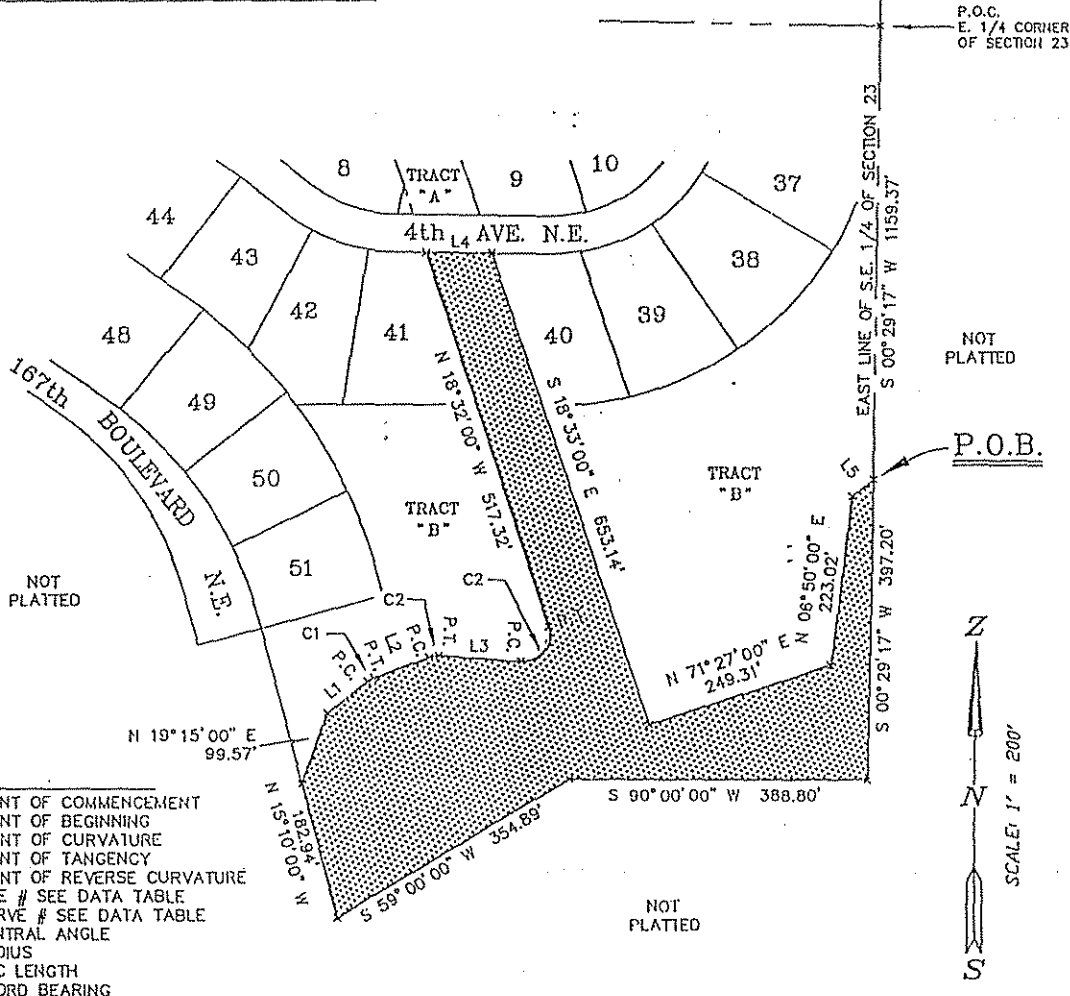 P.O.C.
E. 1/4 CORNER
OF SECTION 23
EAST LINE OF S.E. 1/4 OF SECTION 23
S 00°29'17" W 1159.37'
8
TRACT
"A"
9
10
37
44
43
42
41
4th AVE. N.E.
L4
40
39
38
48
49
50
51
167th BOULEVARD N.E.
NOT
PLATTED
N 18°32'00" W 517.32'
S 18°33'00" E 653.14'
TRACT
"B"
TRACT
"B"
L5
P.O.B.
N 06°50'00" E
223.02'
S 00°29'17" W 397.20'
NOT
PLATTED
C2
C2
C1
P.C.
P.T.
L2
P.C.
P.T.
L3
P.C.
L1
N 71°27'00" E
249.31'
N 19°15'00" E
99.57'
N 15°10'00" W
182.94'
S 59°00'00" W 354.89'
S 90°00'00" W 388.80'
NOT
PLATTED
N
Z
S
SCALE: 1" = 200'
NT OF COMMENCEMENT
NT OF BEGINNING
NT OF CURVATURE
NT OF TANGENCY
NT OF REVERSE CURVATURE
E # SEE DATA TABLE
RVE # SEE DATA TABLE
NTRAL ANGLE
DIUS
C LENGTH
ORD BEARING